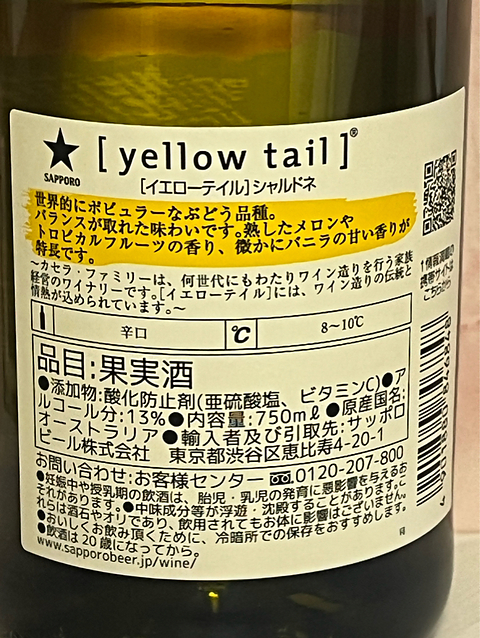 SAPPORO
[ yellow tail ]®
[イエローテイル]シャルドネ
世界的にポピュラーなぶどう品種。
バランスが取れた味わいです。熟したメロンや
トロピカルフルーツの香り、微かにバニラの甘い香りが
特長です。
~カセラ・ファミリーは、何世代にもわたりワイン造りを行う家族
経営のワイナリーです。[イエローテイル]には、ワイン造りの伝統と
情熱が込められています。~
携帯サイトは
こちらから
辛口 ℃ 8~10℃
品目:果実酒
●添加物:酸化防止剤(亜硫酸塩、ビタミンC)●ア
ルコール分:13%●内容量:750mℓ●原産国名:
オーストラリア●輸入者及び引取先:サッポロ
ビール株式会社 東京都渋谷区恵比寿4-20-1
お問い合わせ:お客様センター 0120-207-800
●妊娠中や授乳期の飲酒は、胎児・乳児の発育に悪影響を与えるお
それがあります。●中味成分等が浮遊・沈殿することがあります。こ
れらは酒石やオリであり、飲用されてもお体に影響はございません。
●おいしくお飲み頂くために、冷暗所での保存をおすすめします。
●飲酒は20歳になってから。
www.sapporobeer.jp/wine/